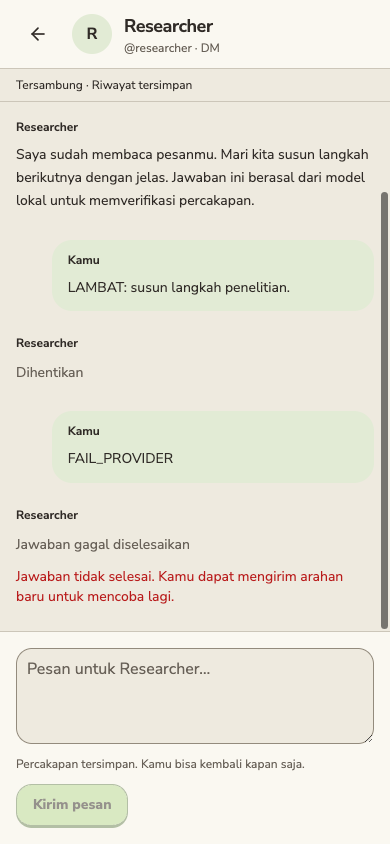 R
Researcher
@researcher · DM
Tersambung · Riwayat tersimpan
Researcher
Saya sudah membaca pesanmu. Mari kita susun langkah
berikutnya dengan jelas. Jawaban ini berasal dari model
lokal untuk memverifikasi percakapan.
Kamu
LAMBAT: susun langkah penelitian.
Researcher
Dihentikan
Kamu
FAIL_PROVIDER
Researcher
Jawaban gagal diselesaikan
Jawaban tidak selesai. Kamu dapat mengirim arahan
baru untuk mencoba lagi.
Pesan untuk Researcher...
Percakapan tersimpan. Kamu bisa kembali kapan saja.
Kirim pesan